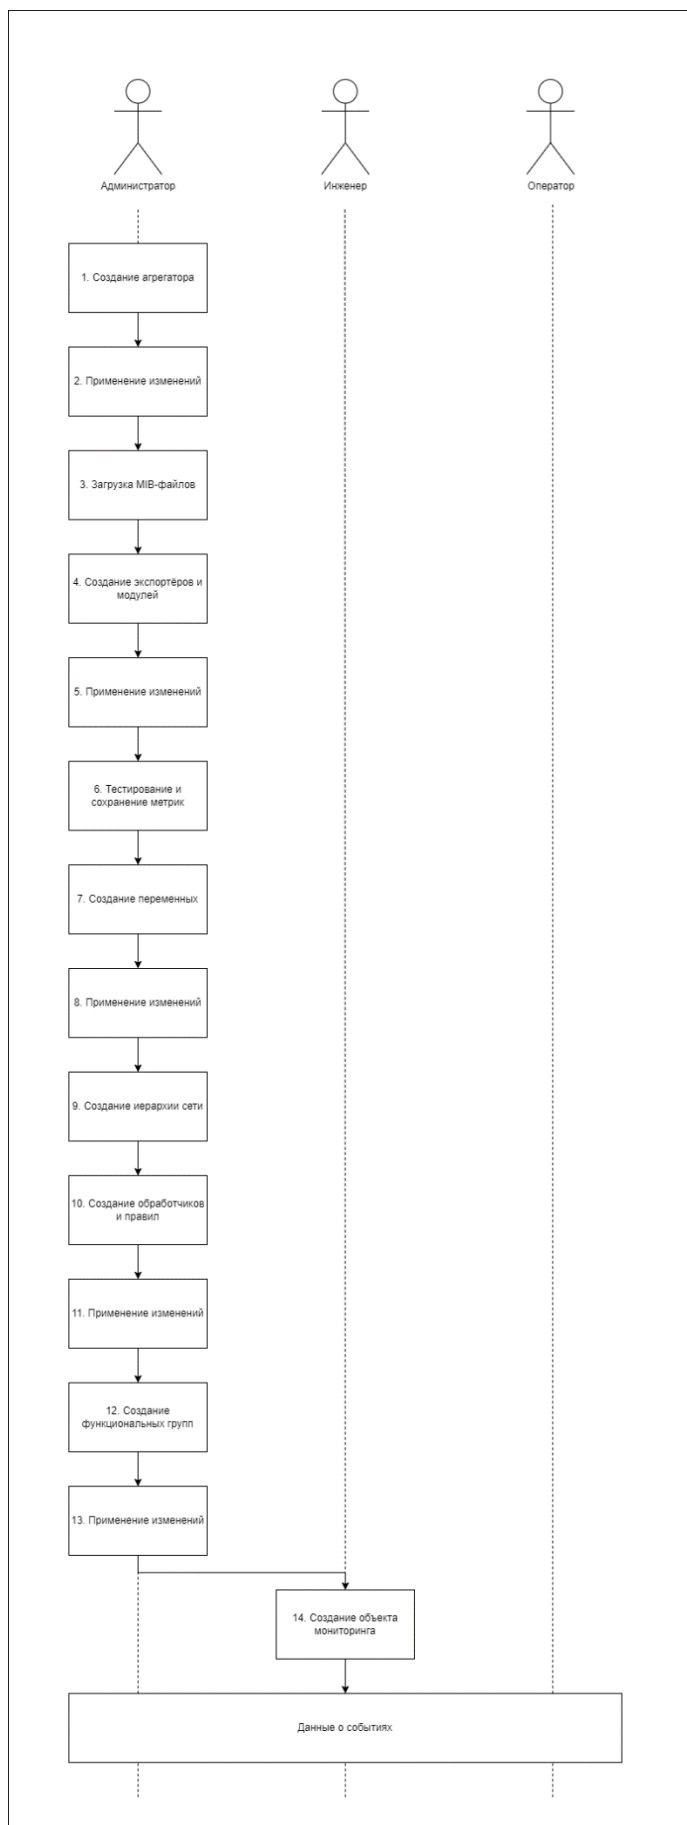 Администратор
Инженер
Оператор
1. Создание агрегатора
2. Применение изменений
3. Загрузка MIB-файлов
4. Создание экспортёров и
модулей
5. Применение изменений
6. Тестирование и
сохранение метрик
7. Создание переменных
8. Применение изменений
9. Создание иерархии сети
10. Создание обработчиков
и правил
11. Применение изменений
12. Создание
функциональных групп
13. Применение изменений
14. Создание объекта
мониторинга
Данные о событиях